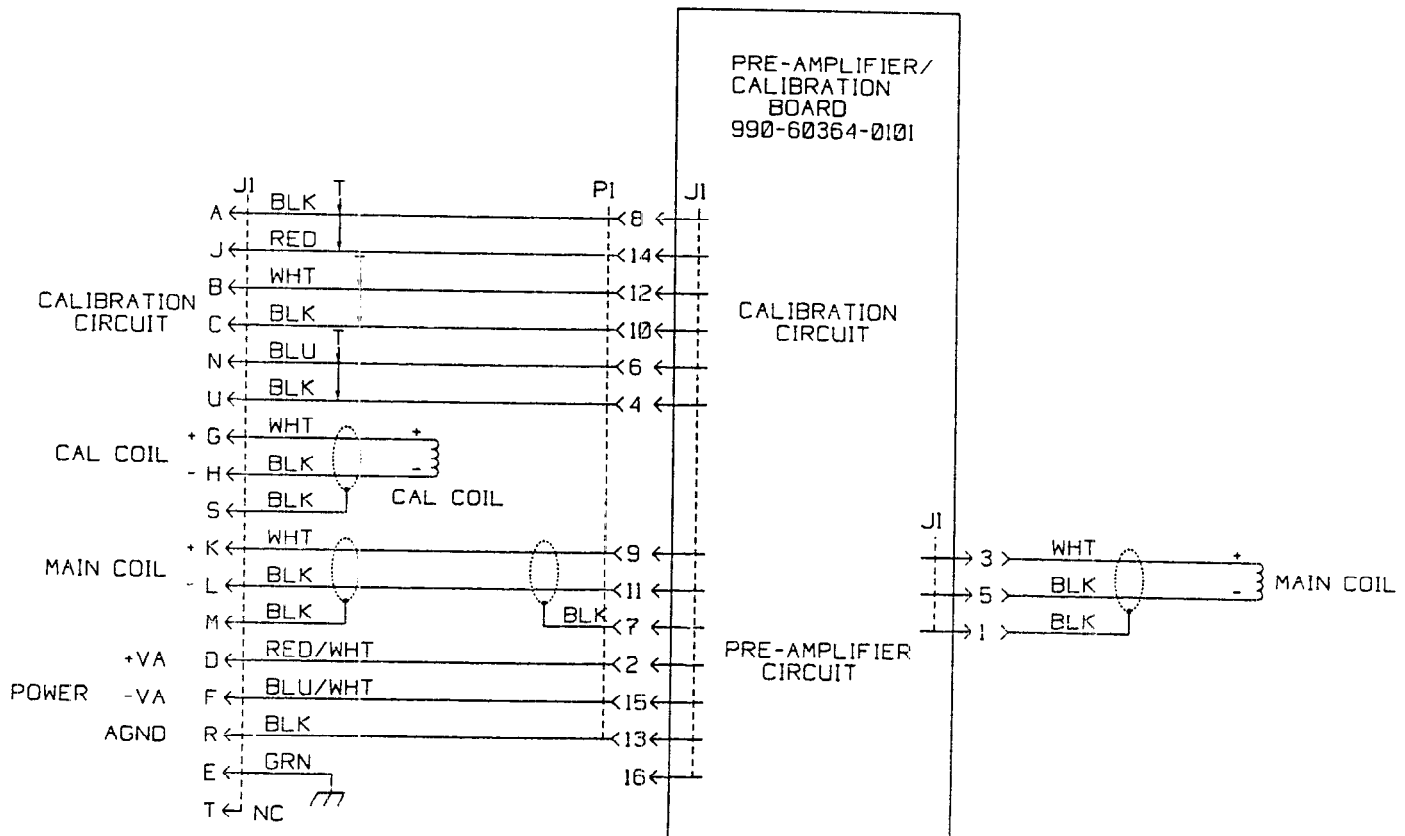 PRE-AMPLIFIER/
CALIBRATION
BOARD
990-60364-0101
J1 T P1 J1
A BLK 8
J RED 14
B WHT 12
CALIBRATION
CIRCUIT
C BLK 10
CALIBRATION
CIRCUIT
N BLU 6
U BLK 4
CAL COIL
+ G WHT +
- H BLK -
S BLK CAL COIL
J1
MAIN COIL
+ K WHT 9 3 WHT +
- L BLK 11 5 BLK - MAIN COIL
M BLK BLK 7 1 BLK
PRE-AMPLIFIER
CIRCUIT
+VA D RED/WHT 2
POWER -VA F BLU/WHT 15
AGND R BLK 13
E GRN 16
T NC